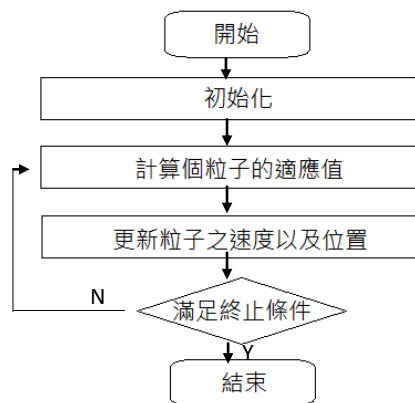 開始
初始化
計算個粒子的適應值
更新粒子之速度以及位置
N
滿足終止條件
Y
結束